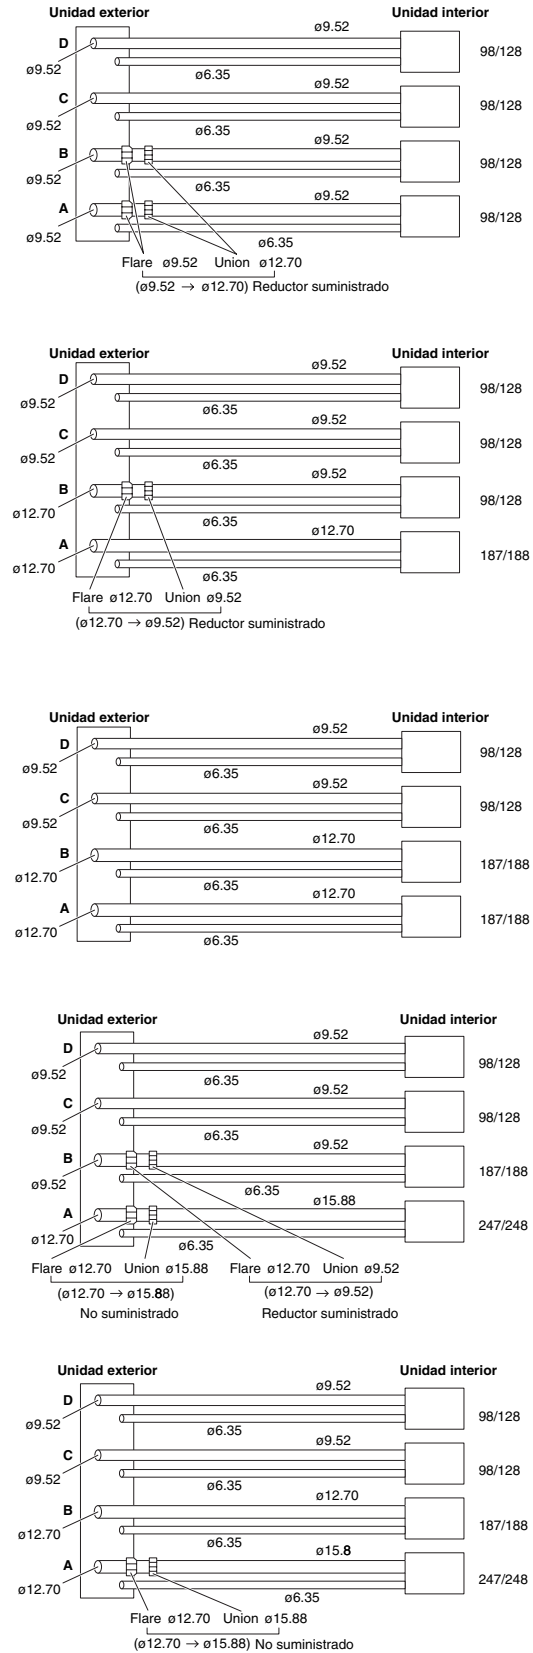 Unidad exterior Unidad interior
ø9.52
D
98/128
ø9.52
ø6.35
ø9.52
C
98/128
ø9.52
ø6.35
ø9.52
B
98/128
ø9.52
ø6.35
ø9.52
A
98/128
ø9.52
ø6.35
Flare ø9.52 Union ø12.70
(ø9.52 → ø12.70) Reductor suministrado
Unidad exterior Unidad interior
ø9.52
D
98/128
ø9.52
ø6.35
ø9.52
C
98/128
ø9.52
ø6.35
ø9.52
B
98/128
ø12.70
ø6.35
ø12.70
A
187/188
ø12.70
ø6.35
Flare ø12.70 Union ø9.52
(ø12.70 → ø9.52) Reductor suministrado
Unidad exterior Unidad interior
ø9.52
D
98/128
ø9.52
ø6.35
ø9.52
C
98/128
ø9.52
ø6.35
ø12.70
B
187/188
ø12.70
ø6.35
ø12.70
A
187/188
ø12.70
ø6.35
Unidad exterior Unidad interior
ø9.52
D
98/128
ø9.52
ø6.35
ø9.52
C
98/128
ø9.52
ø6.35
ø9.52
B
187/188
ø9.52
ø6.35
ø15.88
A
247/248
ø12.70
ø6.35
Flare ø12.70 Union ø15.88 Flare ø12.70 Union ø9.52
(ø12.70 → ø15.88) (ø12.70 → ø9.52)
No suministrado Reductor suministrado
Unidad exterior Unidad interior
ø9.52
D
98/128
ø9.52
ø6.35
ø9.52
C
98/128
ø9.52
ø6.35
ø12.70
B
187/188
ø12.70
ø6.35
ø15.8
A
247/248
ø12.70
ø6.35
Flare ø12.70 Union ø15.88
(ø12.70 → ø15.88) No suministrado